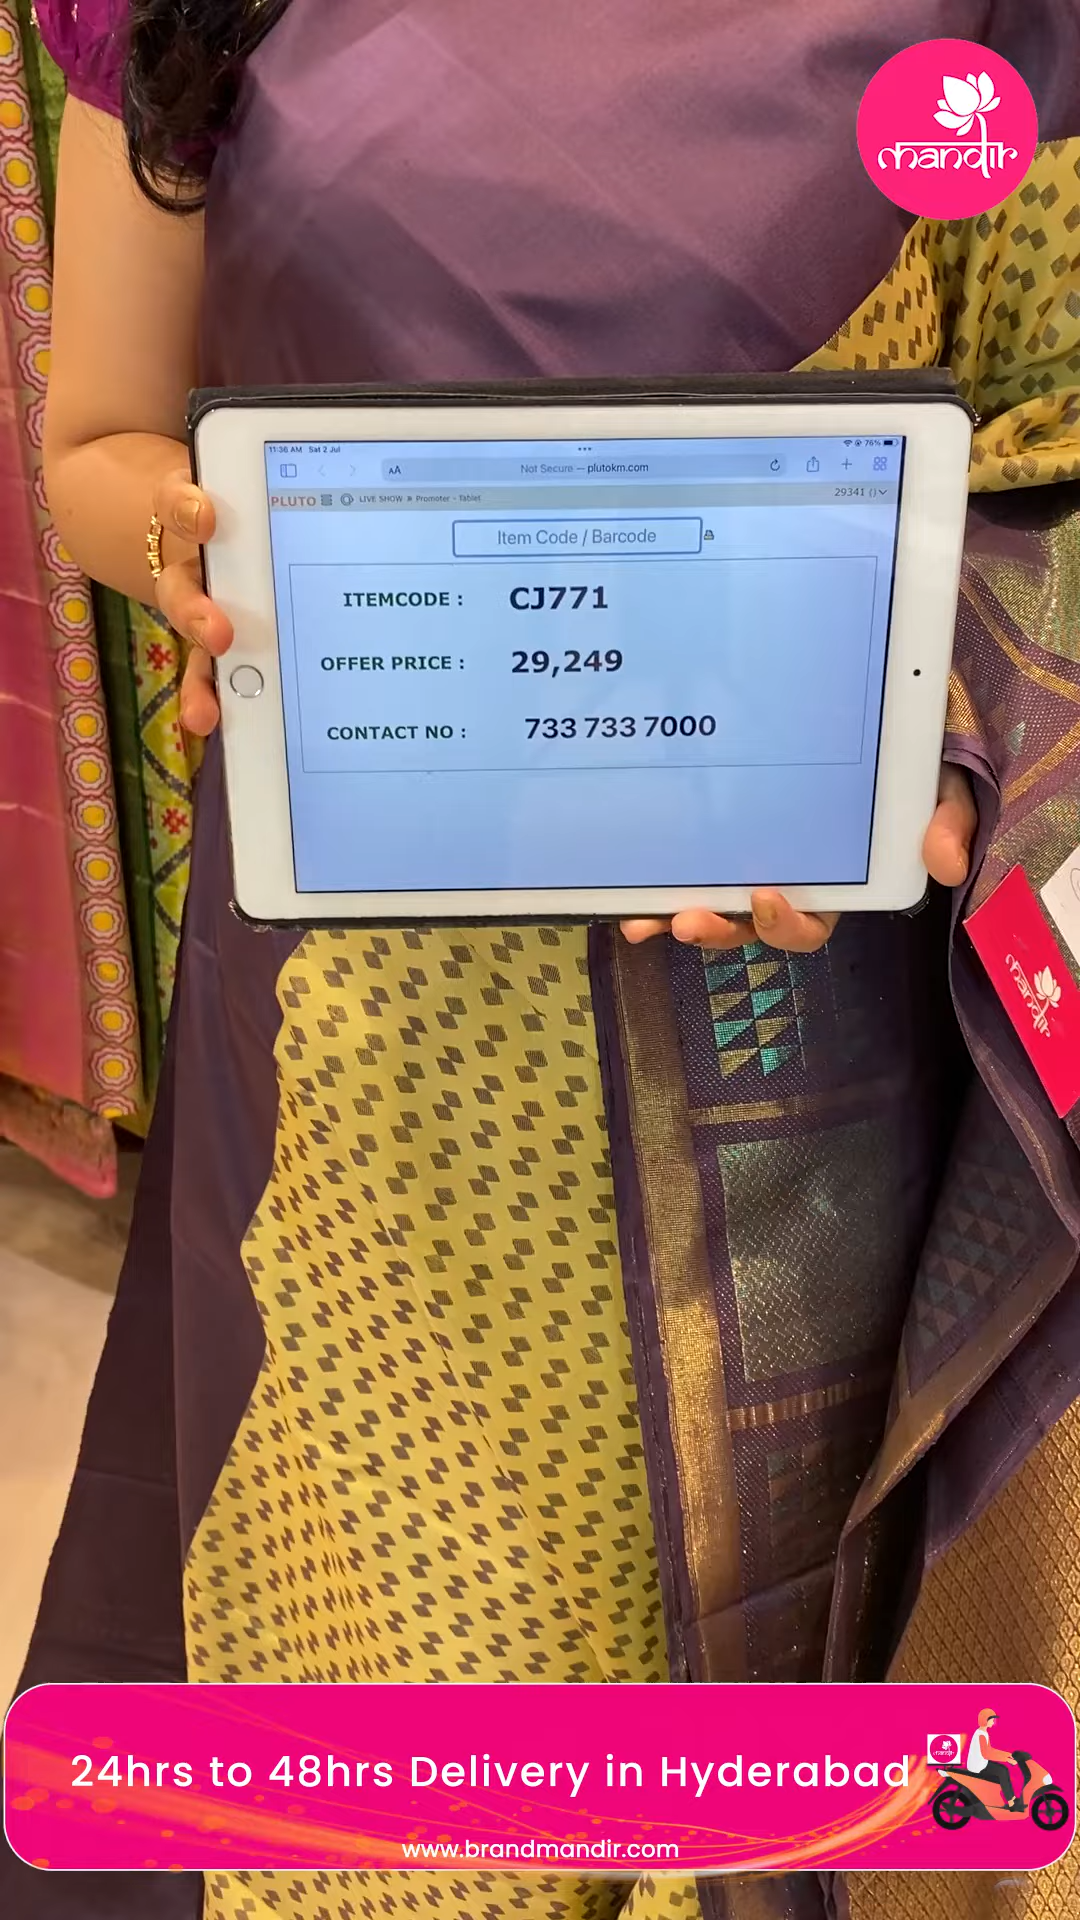 mandir
11:36 AM Sat 2 Jul
76%
AA
Not Secure — plutokm.com
PLUTO
LIVE SHOW » Promoter - Tablet
29341 ()
Item Code / Barcode
ITEMCODE : CJ771
OFFER PRICE : 29,249
CONTACT NO : 733 733 7000
mandir
24hrs to 48hrs Delivery in Hyderabad
mandir
www.brandmandir.com